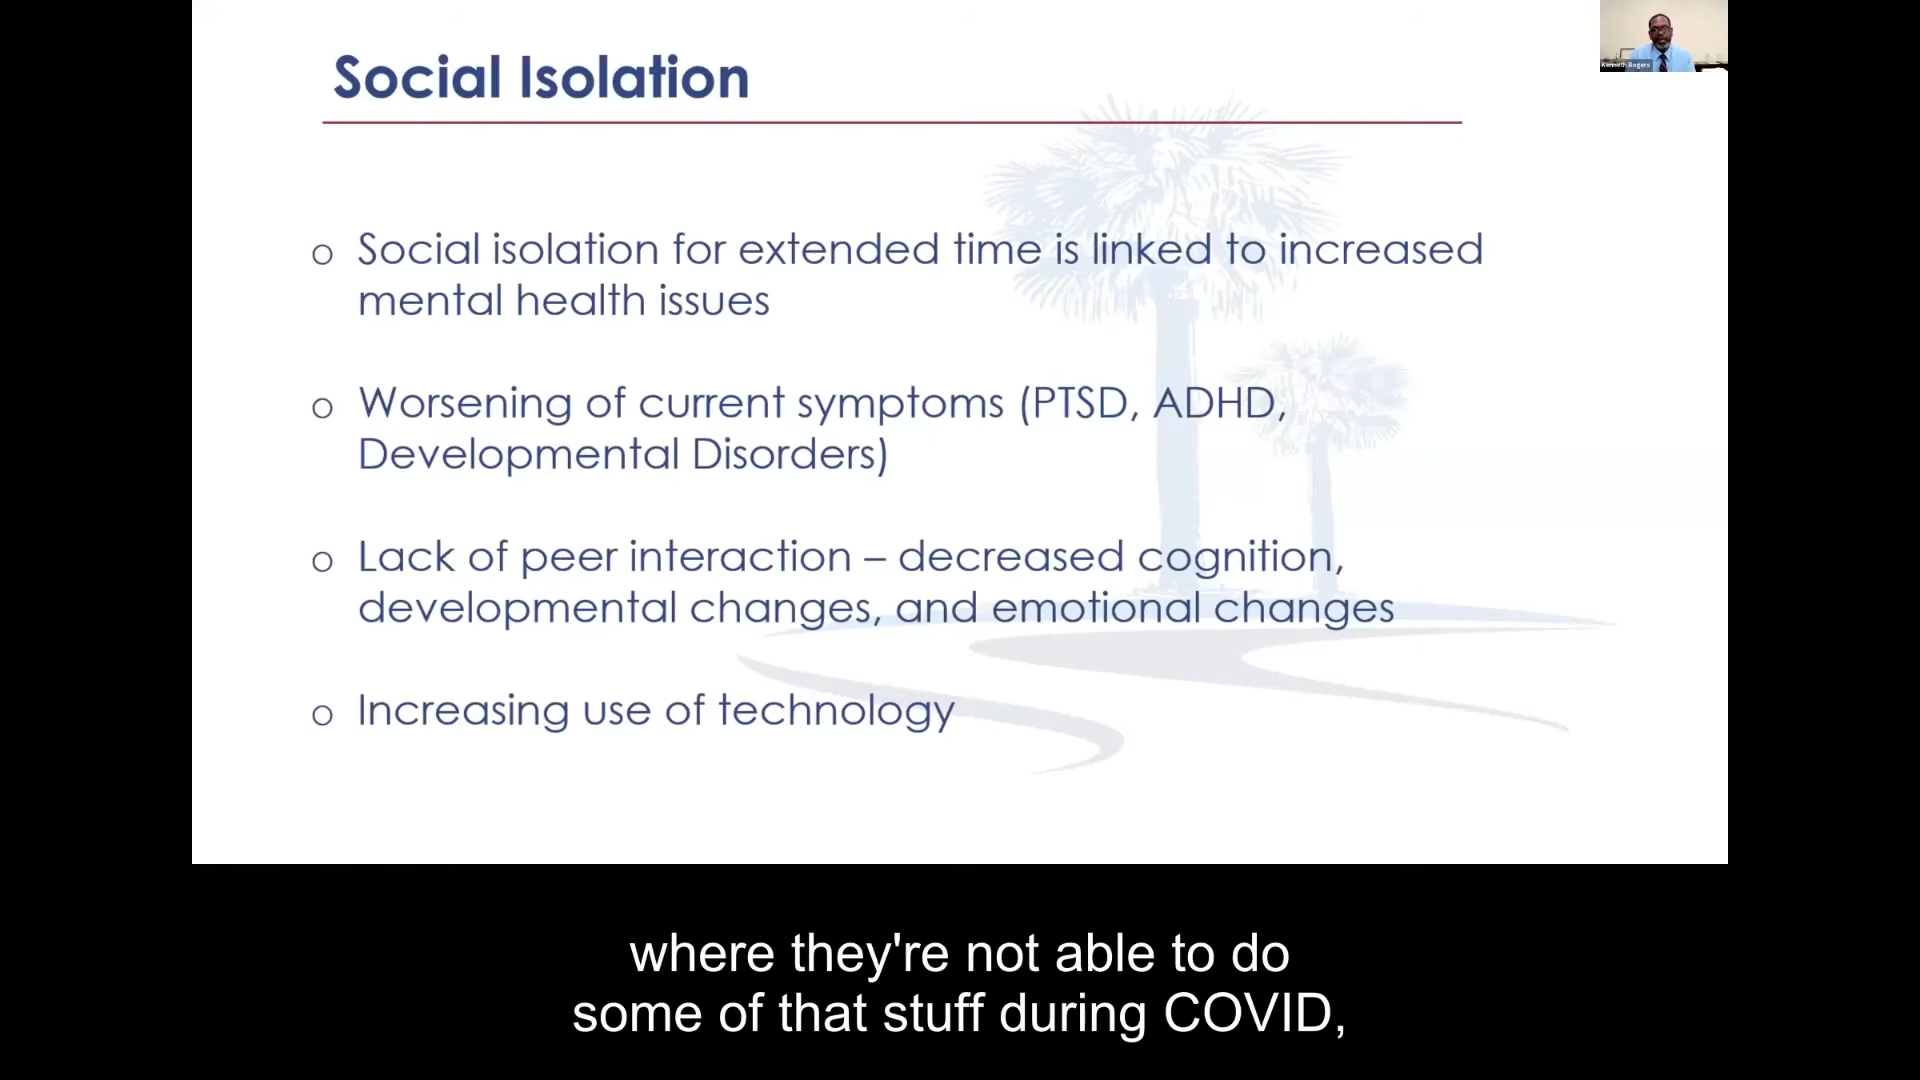 Social Isolation
Kenneth Rogers
o Social isolation for extended time is linked to increased
mental health issues
o Worsening of current symptoms (PTSD, ADHD,
Developmental Disorders)
o Lack of peer interaction – decreased cognition,
developmental changes, and emotional changes
o Increasing use of technology
where they're not able to do
some of that stuff during COVID,